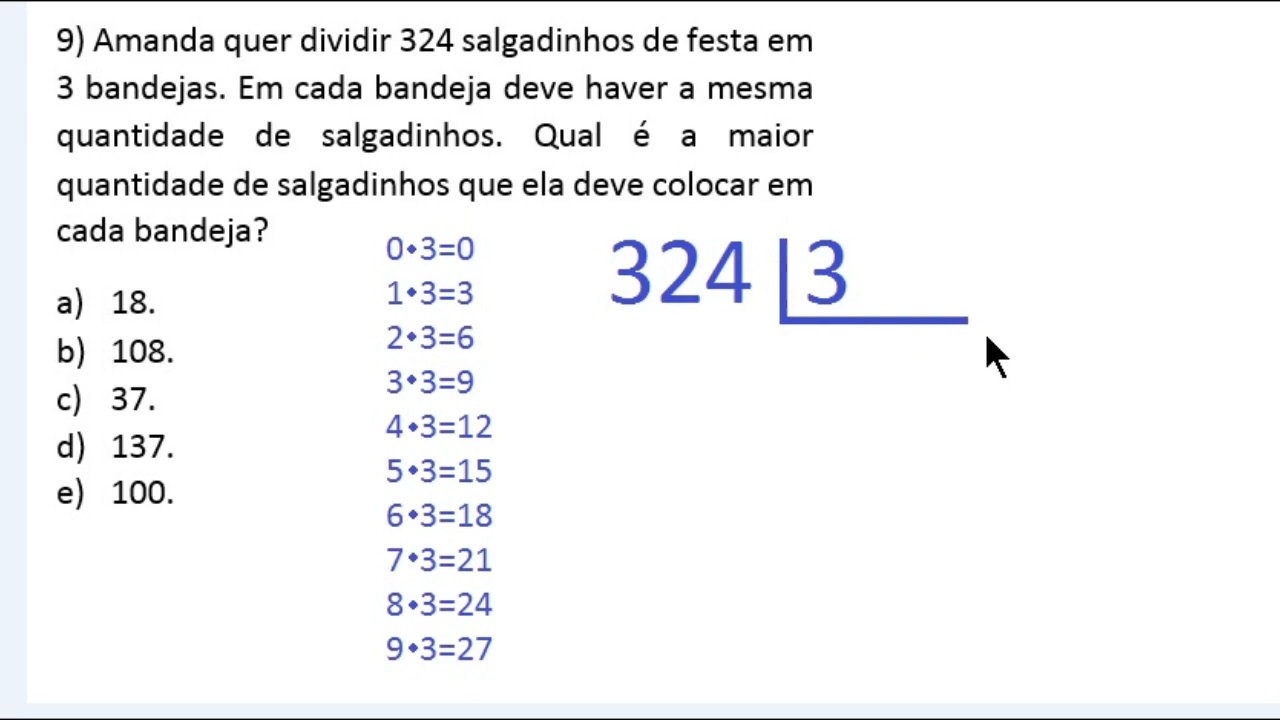 9) Amanda quer dividir 324 salgadinhos de festa em
3 bandejas. Em cada bandeja deve haver a mesma
quantidade de salgadinhos. Qual é a maior
quantidade de salgadinhos que ela deve colocar em
cada bandeja?
a) 18.
b) 108.
c) 37.
d) 137.
e) 100.
0•3=0
1•3=3
2•3=6
3•3=9
4•3=12
5•3=15
6•3=18
7•3=21
8•3=24
9•3=27
324 3